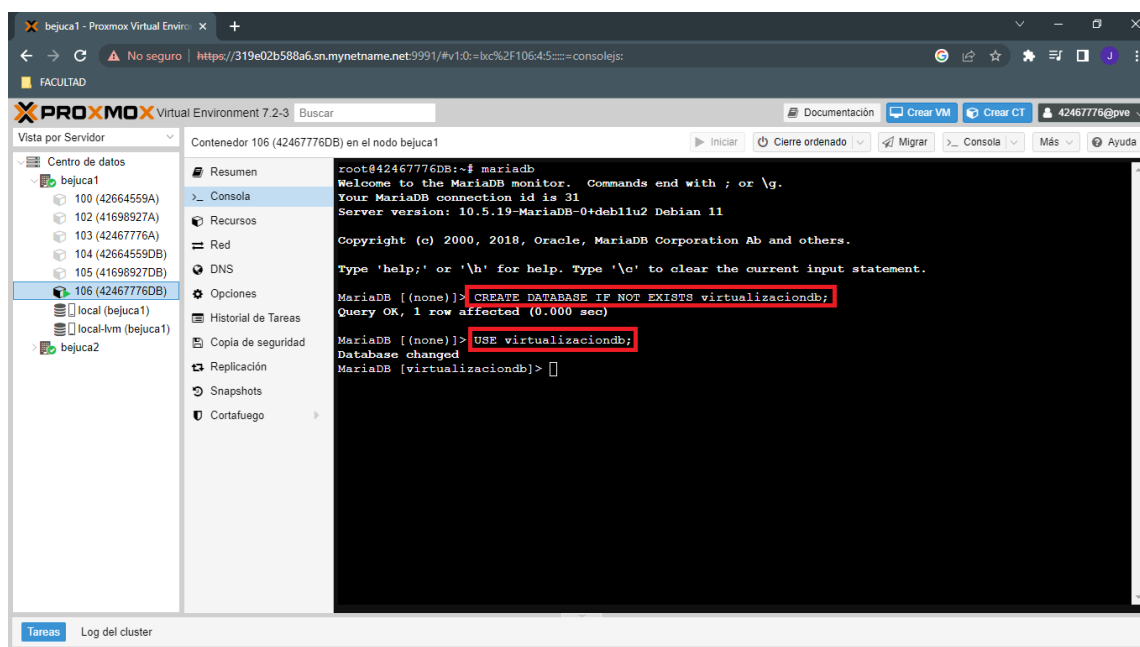 bejuca1 - Proxmox Virtual Enviro
No seguro | https://319e02b588a6.sn.mynetname.net:9991/#v1:0:=lxc%2F106:4:5:::::=consolejs:
J
FACULTAD
PROXMOX Virtual Environment 7.2-3 Buscar
Documentación Crear VM Crear CT 42467776@pve
Vista por Servidor
Contenedor 106 (42467776DB) en el nodo bejuca1
Iniciar Cierre ordenado Migrar >_ Consola Más Ayuda
Centro de datos
bejuca1
100 (42664559A)
102 (41698927A)
103 (42467776A)
104 (42664559DB)
105 (41698927DB)
106 (42467776DB)
local (bejuca1)
local-lvm (bejuca1)
bejuca2
Resumen
>_ Consola
Recursos
Red
DNS
Opciones
Historial de Tareas
Copia de seguridad
Replicación
Snapshots
Cortafuego
root@42467776DB:~# mariadb
Welcome to the MariaDB monitor.  Commands end with ; or \g.
Your MariaDB connection id is 31
Server version: 10.5.19-MariaDB-0+deb11u2 Debian 11
Copyright (c) 2000, 2018, Oracle, MariaDB Corporation Ab and others.
Type 'help;' or '\h' for help. Type '\c' to clear the current input statement.
MariaDB [(none)]> CREATE DATABASE IF NOT EXISTS virtualizaciondb;
Query OK, 1 row affected (0.000 sec)
MariaDB [(none)]> USE virtualizaciondb;
Database changed
MariaDB [virtualizaciondb]>
Tareas Log del cluster